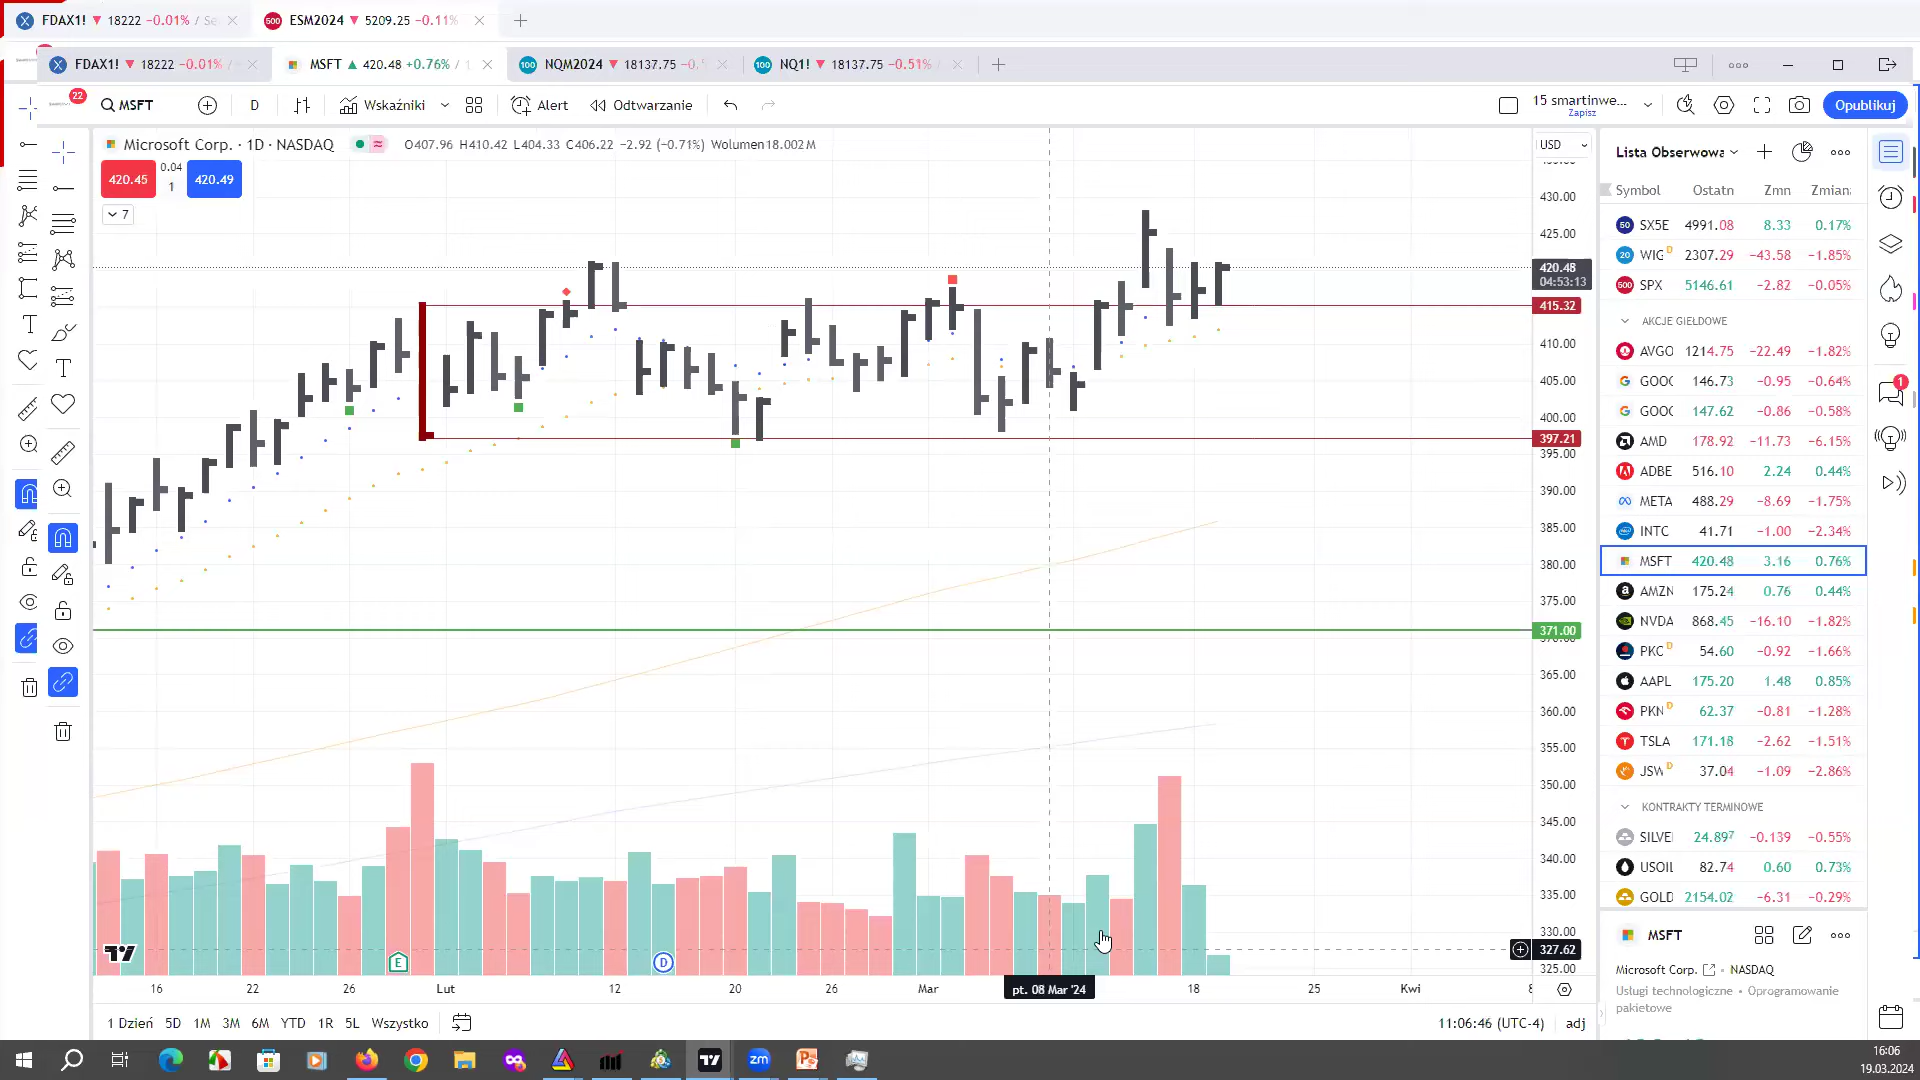 FDAX1! ▼ 18222 −0.01% / Se
ESM2024 ▼ 5209.25 −0.11%
FDAX1! ▼ 18222 −0.01% /
MSFT ▲ 420.48 +0.76% /
NQM2024 ▼ 18137.75 −0.
NQ1! ▼ 18137.75 −0.51%
22
MSFT
D
Wskaźniki
Alert
Odtwarzanie
15 smartinwe...
Zapisz
Opublikuj
Microsoft Corp. · 1D · NASDAQ
O407.96 H410.42 L404.33 C406.22 −2.92 (−0.71%) Wolumen18.002M
420.45
0.04
1
420.49
7
USD
430.00
425.00
420.48
04:53:13
415.32
410.00
405.00
400.00
397.21
395.00
390.00
385.00
380.00
375.00
371.00
365.00
360.00
355.00
350.00
345.00
340.00
335.00
330.00
327.62
325.00
E
D
16
22
26
Lut
12
20
26
Mar
pt. 08 Mar '24
18
25
Kwi
8
1 Dzień
5D
1M
3M
6M
YTD
1R
5L
Wszystko
11:06:46 (UTC-4)
adj
Lista Obserwowa
Symbol Ostatn Zmn Zmian
50 SX5E 4991.08 8.33 0.17%
20 WIG D 2307.29 −43.58 −1.85%
500 SPX 5146.61 −2.82 −0.05%
AKCJE GIEŁDOWE
AVGO 1214.75 −22.49 −1.82%
GOOC 146.73 −0.95 −0.64%
GOOC 147.62 −0.86 −0.58%
AMD 178.92 −11.73 −6.15%
ADBE 516.10 2.24 0.44%
META 488.29 −8.69 −1.75%
INTC 41.71 −1.00 −2.34%
MSFT 420.48 3.16 0.76%
AMZN 175.24 0.76 0.44%
NVDA 868.45 −16.10 −1.82%
PKC D 54.60 −0.92 −1.66%
AAPL 175.20 1.48 0.85%
PKN D 62.37 −0.81 −1.28%
TSLA 171.18 −2.62 −1.51%
JSW D 37.04 −1.09 −2.86%
KONTRAKTY TERMINOWE
SILVE 24.897 −0.139 −0.55%
USOIL 82.74 0.60 0.73%
GOLD 2154.02 −6.31 −0.29%
MSFT
Microsoft Corp. • NASDAQ
Usługi technologiczne • Oprogramowanie
pakietowe
1
16:06
19.03.2024